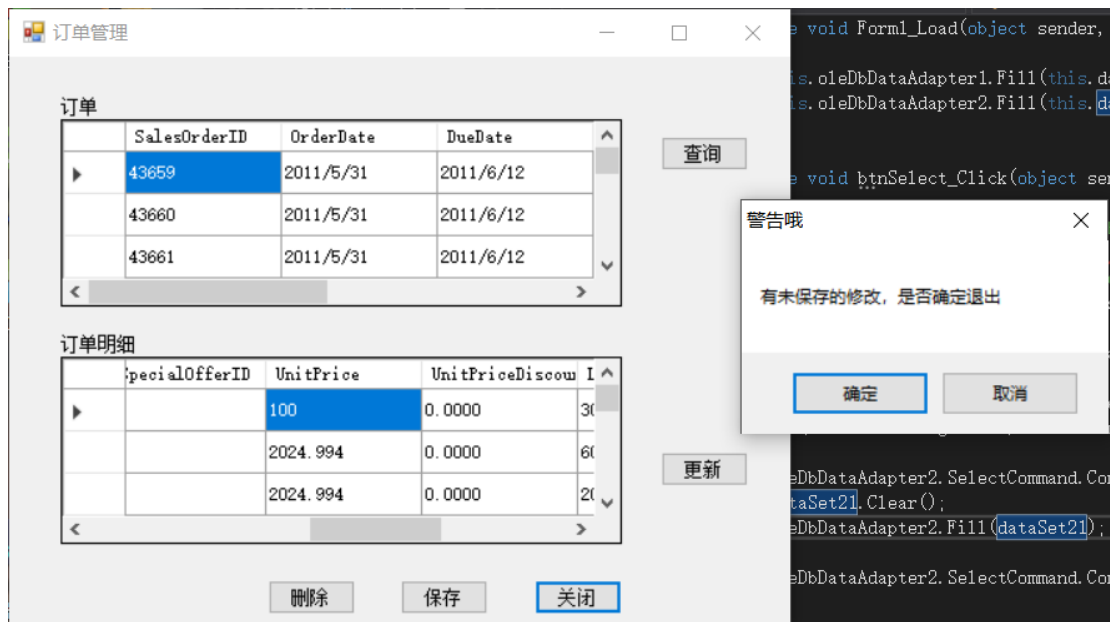 订单管理
订单
SalesOrderID OrderDate DueDate
43659 2011/5/31 2011/6/12
43660 2011/5/31 2011/6/12
43661 2011/5/31 2011/6/12
查询
订单明细
SpecialOfferID UnitPrice UnitPriceDiscou
100 0.0000 30
2024.994 0.0000 60
2024.994 0.0000 20
更新
删除 保存 关闭
e void Form1_Load(object sender,
is.oleDbDataAdapter1.Fill(this.da
is.oleDbDataAdapter2.Fill(this.da
e void btnSelect_Click(object se
警告哦
有未保存的修改，是否确定退出
确定 取消
eDbDataAdapter2.SelectCommand.Co
taSet21.Clear();
eDbDataAdapter2.Fill(dataSet21);
eDbDataAdapter2.SelectCommand.Co